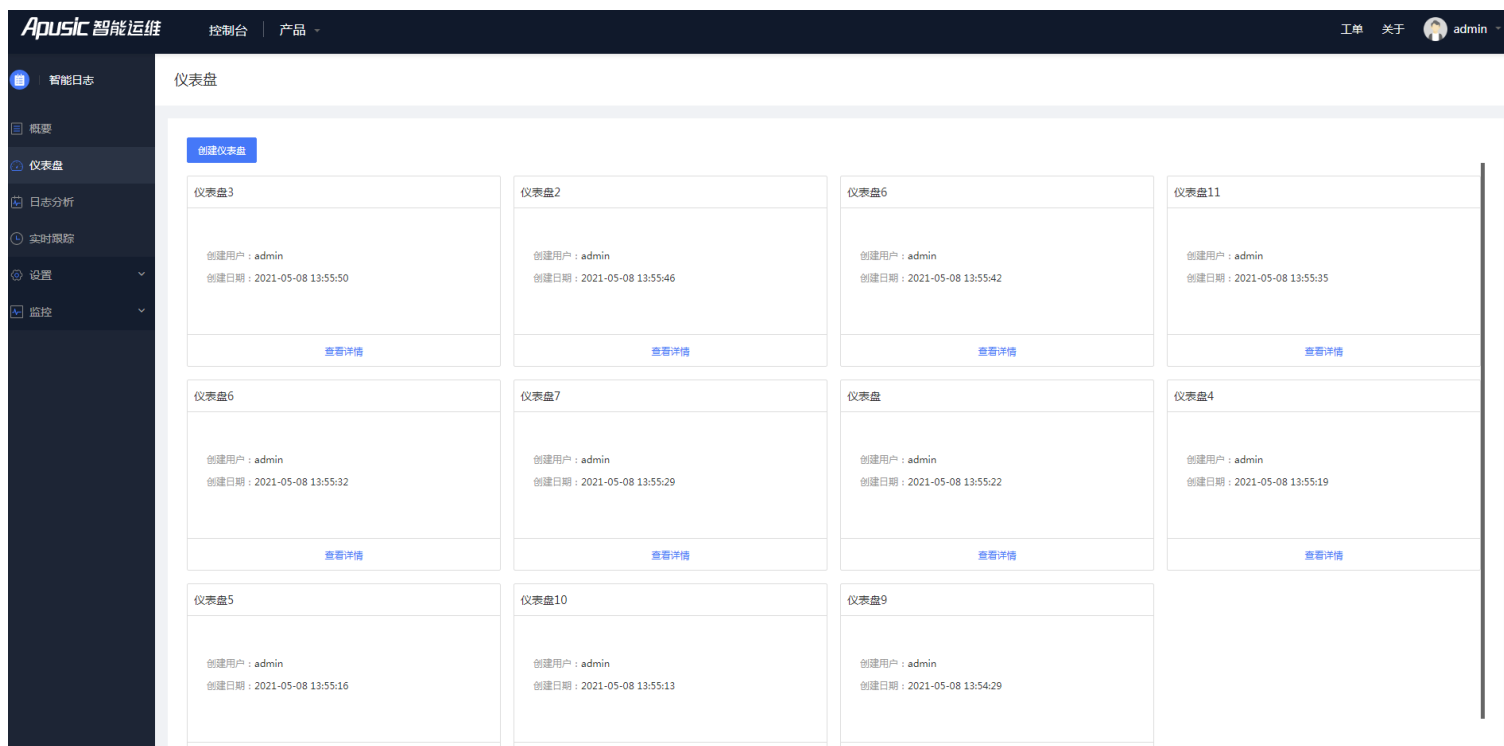 Apusic 智能运维
控制台
产品
工单
关于
admin
智能日志
概要
仪表盘
日志分析
实时跟踪
设置
监控
仪表盘
创建仪表盘
仪表盘3
创建用户：admin
创建日期：2021-05-08 13:55:50
查看详情
仪表盘2
创建用户：admin
创建日期：2021-05-08 13:55:46
查看详情
仪表盘6
创建用户：admin
创建日期：2021-05-08 13:55:42
查看详情
仪表盘11
创建用户：admin
创建日期：2021-05-08 13:55:35
查看详情
仪表盘6
创建用户：admin
创建日期：2021-05-08 13:55:32
查看详情
仪表盘7
创建用户：admin
创建日期：2021-05-08 13:55:29
查看详情
仪表盘
创建用户：admin
创建日期：2021-05-08 13:55:22
查看详情
仪表盘4
创建用户：admin
创建日期：2021-05-08 13:55:19
查看详情
仪表盘5
创建用户：admin
创建日期：2021-05-08 13:55:16
仪表盘10
创建用户：admin
创建日期：2021-05-08 13:55:13
仪表盘9
创建用户：admin
创建日期：2021-05-08 13:54:29